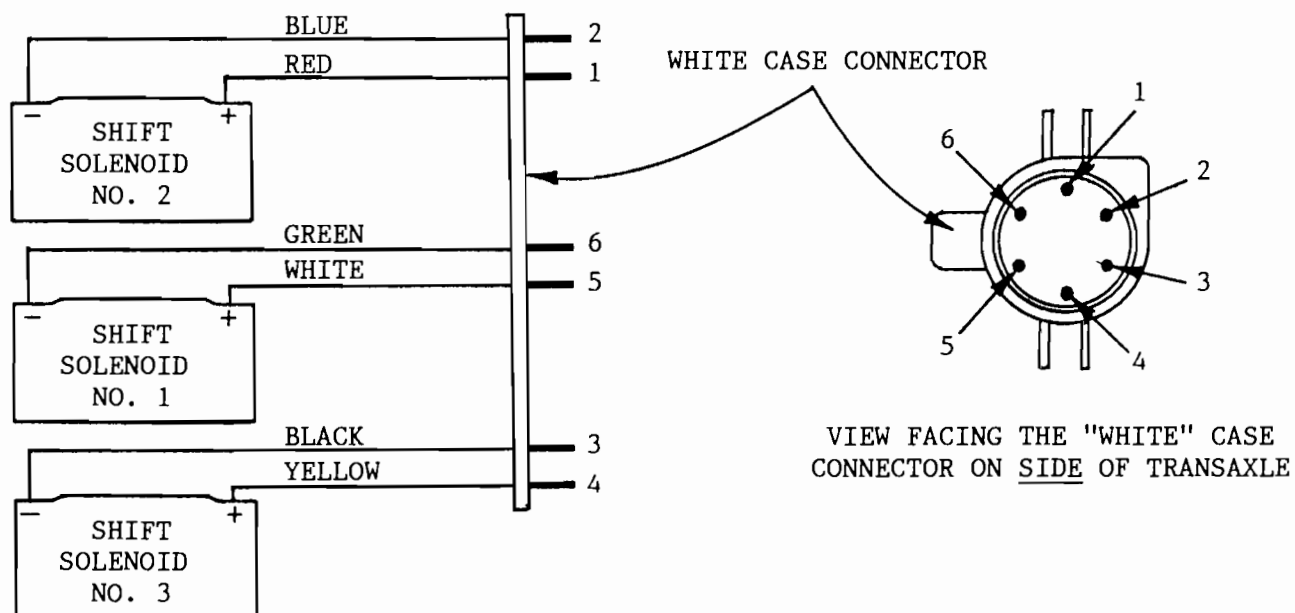 BLUE
2
RED
1
- +
SHIFT
SOLENOID
NO. 2
GREEN
6
WHITE
5
- +
SHIFT
SOLENOID
NO. 1
BLACK
3
YELLOW
4
- +
SHIFT
SOLENOID
NO. 3
WHITE CASE CONNECTOR
1
6
2
3
5
4
VIEW FACING THE "WHITE" CASE
CONNECTOR ON SIDE OF TRANSAXLE